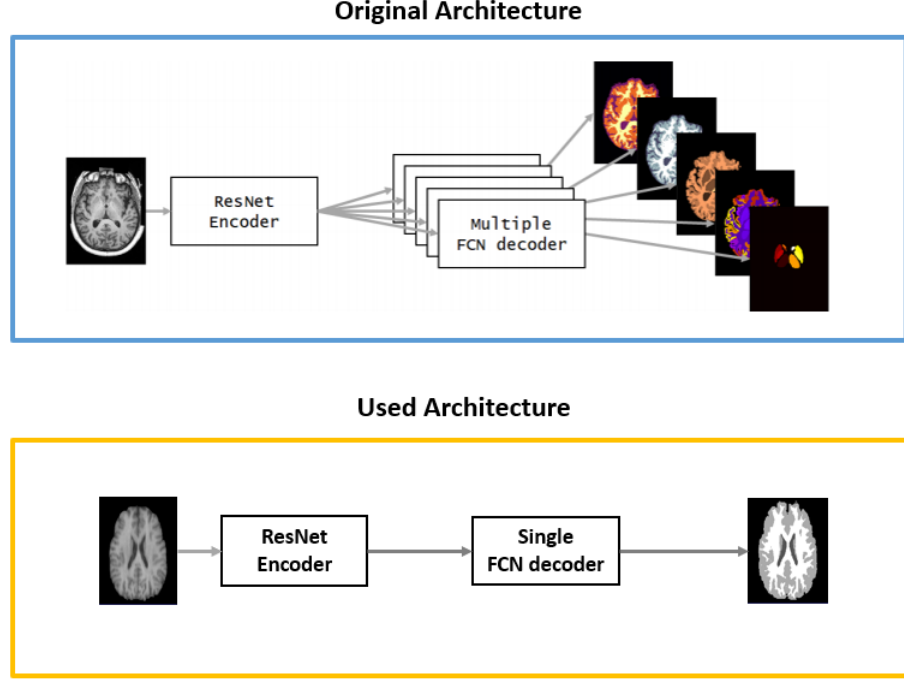 Original Architecture
ResNet
Encoder
Multiple
FCN decoder
Used Architecture
ResNet
Encoder
Single
FCN decoder